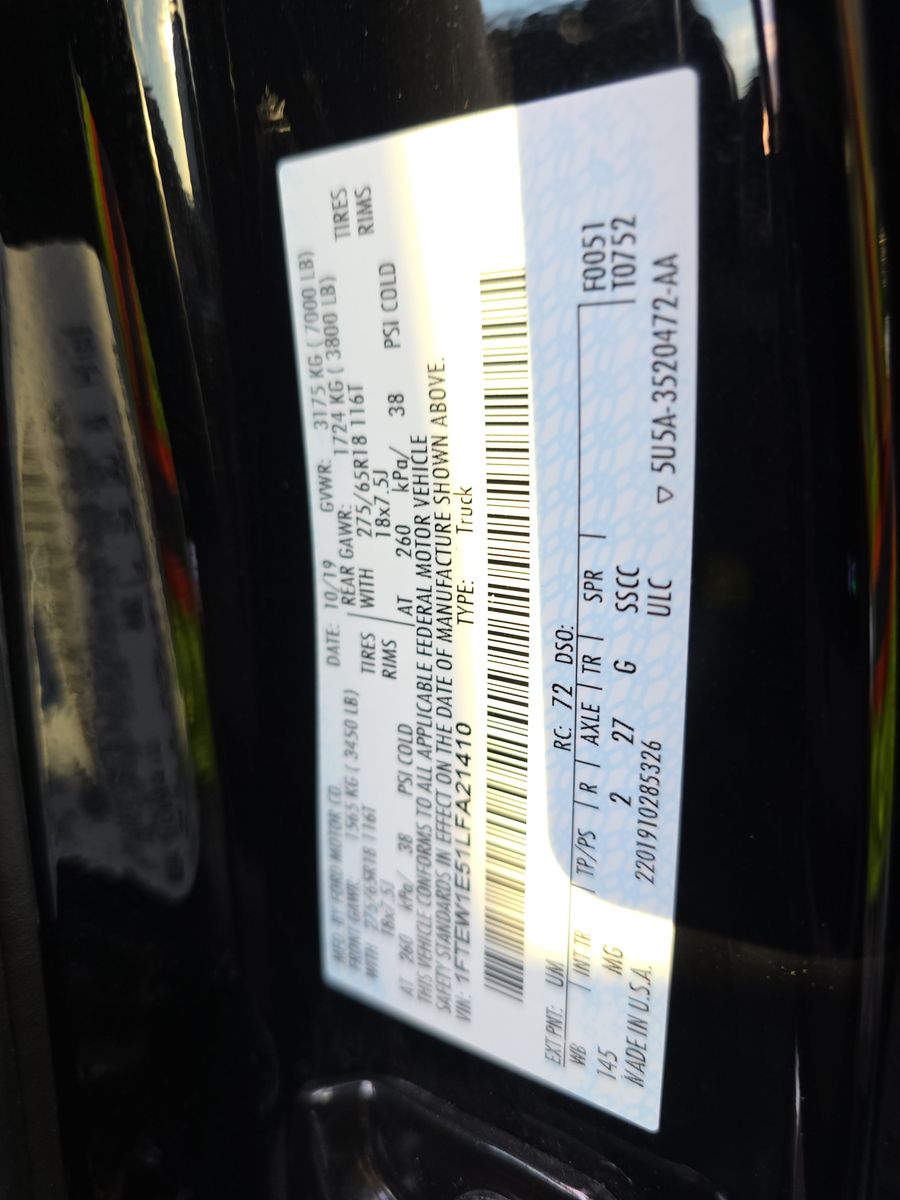 MFD. BY FORD MOTOR CO. DATE: 10/19 GVWR: 3175 KG ( 7000 LB)
FRONT GAWR: 1565 KG ( 3450 LB) REAR GAWR: 1724 KG ( 3800 LB)
WITH 275/65R18 116T TIRES WITH 275/65R18 116T TIRES
18x7.5J RIMS 18x7.5J RIMS
AT 260 kPa/ 38 PSI COLD AT 260 kPa/ 38 PSI COLD
THIS VEHICLE CONFORMS TO ALL APPLICABLE FEDERAL MOTOR VEHICLE
SAFETY STANDARDS IN EFFECT ON THE DATE OF MANUFACTURE SHOWN ABOVE.
VIN: 1FTEW1E51LFA21410 TYPE: Truck
EXT PNT: UM RC: 72 DSO:
WB INT TR TP/PS R AXLE TR SPR F0051
145 MG 2 27 G SSCC T0752
MADE IN U.S.A. 2201910285326 ULC ▽ 5U5A-3520472-AA